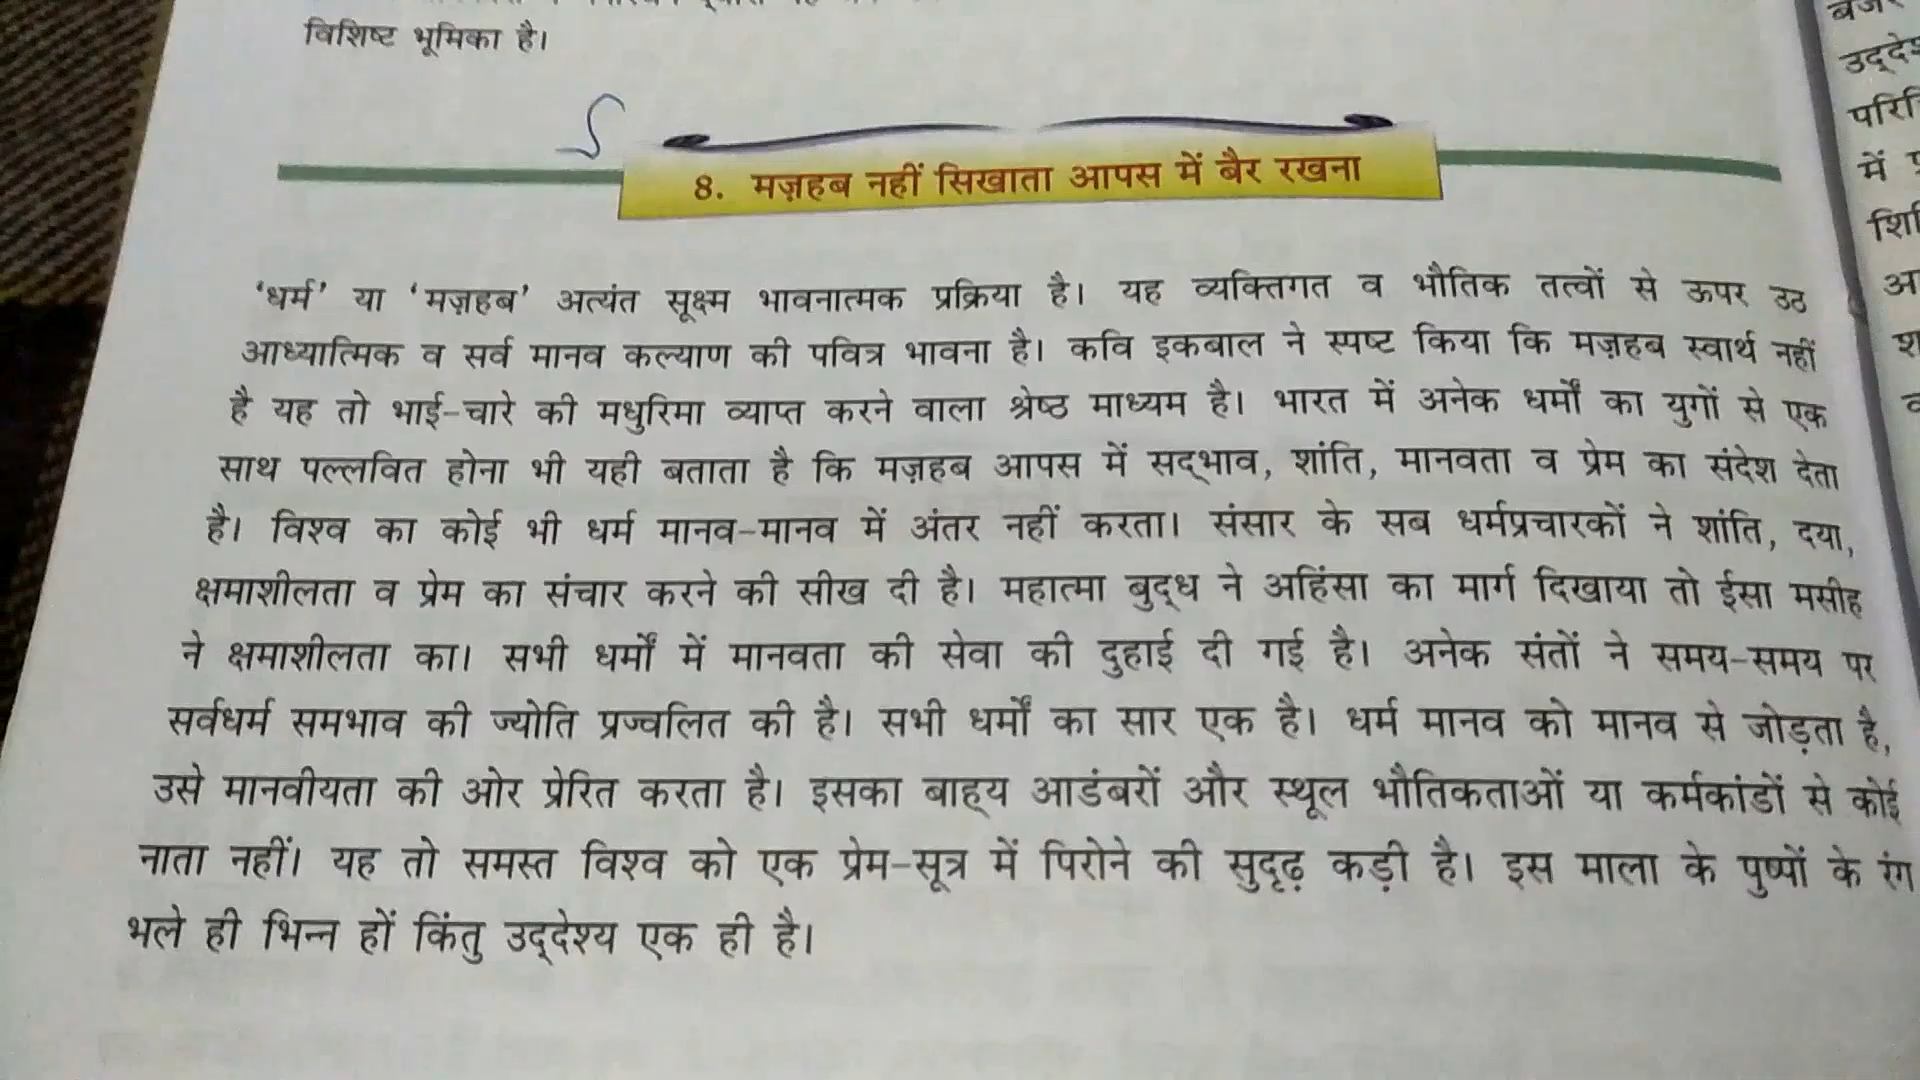 विशिष्ट भूमिका है।
8. मज़हब नहीं सिखाता आपस में बैर रखना
'धर्म' या 'मज़हब' अत्यंत सूक्ष्म भावनात्मक प्रक्रिया है। यह व्यक्तिगत व भौतिक तत्वों से ऊपर उठ
आध्यात्मिक व सर्व मानव कल्याण की पवित्र भावना है। कवि इकबाल ने स्पष्ट किया कि मज़हब स्वार्थ नहीं
है यह तो भाई-चारे की मधुरिमा व्याप्त करने वाला श्रेष्ठ माध्यम है। भारत में अनेक धर्मों का युगों से एक
साथ पल्लवित होना भी यही बताता है कि मज़हब आपस में सद्‌भाव, शांति, मानवता व प्रेम का संदेश देता
है। विश्व का कोई भी धर्म मानव-मानव में अंतर नहीं करता। संसार के सब धर्मप्रचारकों ने शांति, दया,
क्षमाशीलता व प्रेम का संचार करने की सीख दी है। महात्मा बुद्‌ध ने अहिंसा का मार्ग दिखाया तो ईसा मसीह
ने क्षमाशीलता का। सभी धर्मों में मानवता की सेवा की दुहाई दी गई है। अनेक संतों ने समय-समय पर
सर्वधर्म समभाव की ज्योति प्रज्वलित की है। सभी धर्मों का सार एक है। धर्म मानव को मानव से जोड़ता है,
उसे मानवीयता की ओर प्रेरित करता है। इसका बाह्‌य आडंबरों और स्थूल भौतिकताओं या कर्मकांडों से कोई
नाता नहीं। यह तो समस्त विश्व को एक प्रेम-सूत्र में पिरोने की सुदृढ़ कड़ी है। इस माला के पुष्पों के रंग
भले ही भिन्न हों किंतु उद्‌देश्य एक ही है।
में